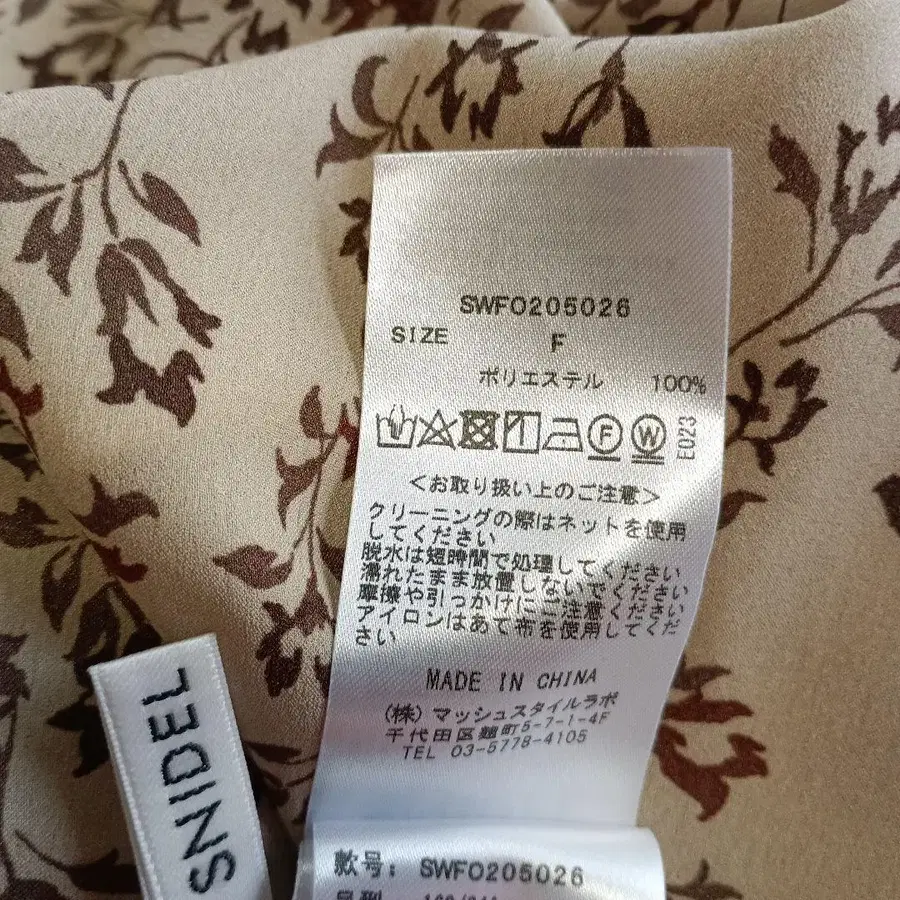 SWFO205026
SIZE F
ポリエステル 100%
F W E023
<お取り扱い上のご注意>
クリーニングの際はネットを使用
してください
脱水は短時間で処理してください
濡れたまま放置しないでください
摩擦や引っかけにご注意ください
アイロンはあて布を使用してくだ
さい
MADE IN CHINA
(株)マッシュスタイルラボ
千代田区麹町5-7-1-4F
TEL 03-5778-4105
SNIDEL
款号: SWFO205026